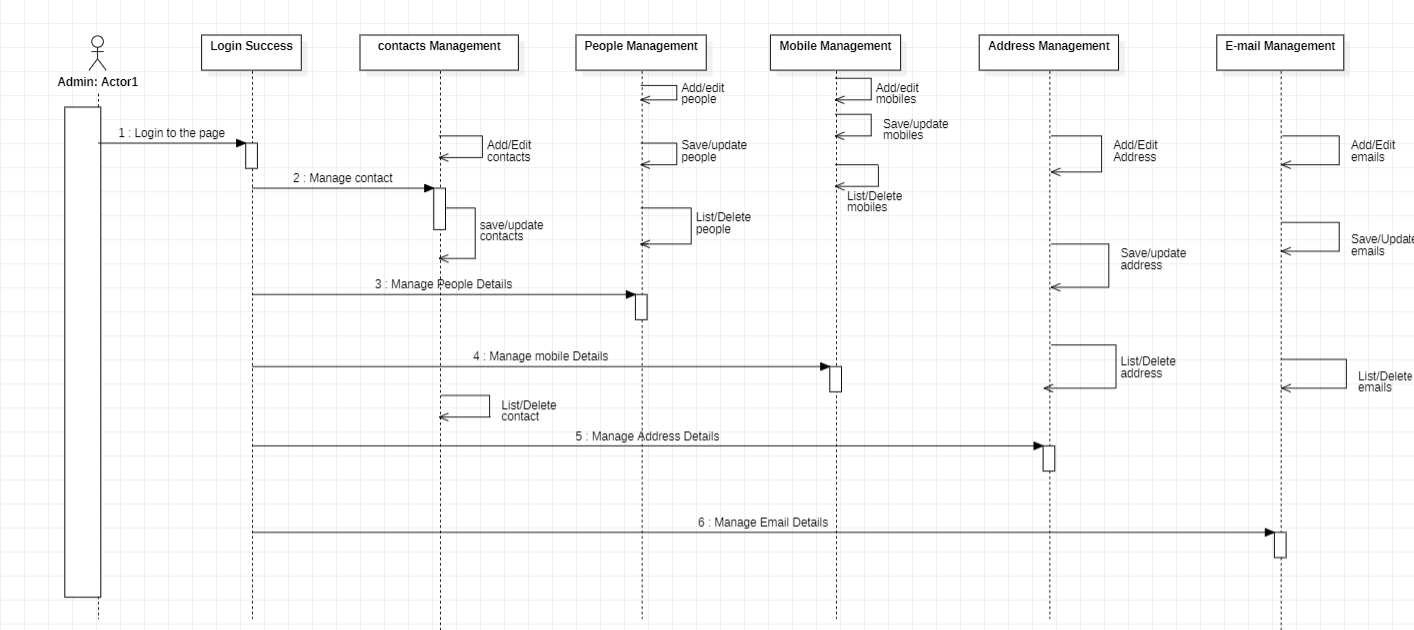 Login Success
contacts Management
People Management
Mobile Management
Address Management
E-mail Management
Admin: Actor1
Add/edit
people
Add/edit
mobiles
1 : Login to the page
Add/Edit
contacts
Save/update
people
Save/update
mobiles
Add/Edit
Address
Add/Edit
emails
2 : Manage contact
save/update
contacts
List/Delete
people
List/Delete
mobiles
Save/update
address
Save/Update
emails
3 : Manage People Details
4 : Manage mobile Details
List/Delete
address
List/Delete
emails
List/Delete
contact
5 : Manage Address Details
6 : Manage Email Details